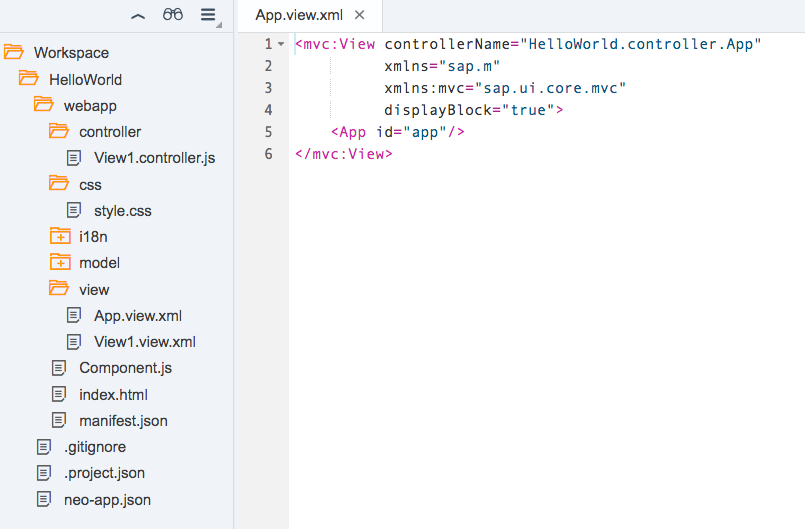 Workspace
HelloWorld
webapp
controller
View1.controller.js
css
style.css
i18n
model
view
App.view.xml
View1.view.xml
Component.js
index.html
manifest.json
.gitignore
.project.json
neo-app.json
App.view.xml
1 <mvc:View controllerName="HelloWorld.controller.App"
2 xmlns="sap.m"
3 xmlns:mvc="sap.ui.core.mvc"
4 displayBlock="true">
5 <App id="app"/>
6 </mvc:View>